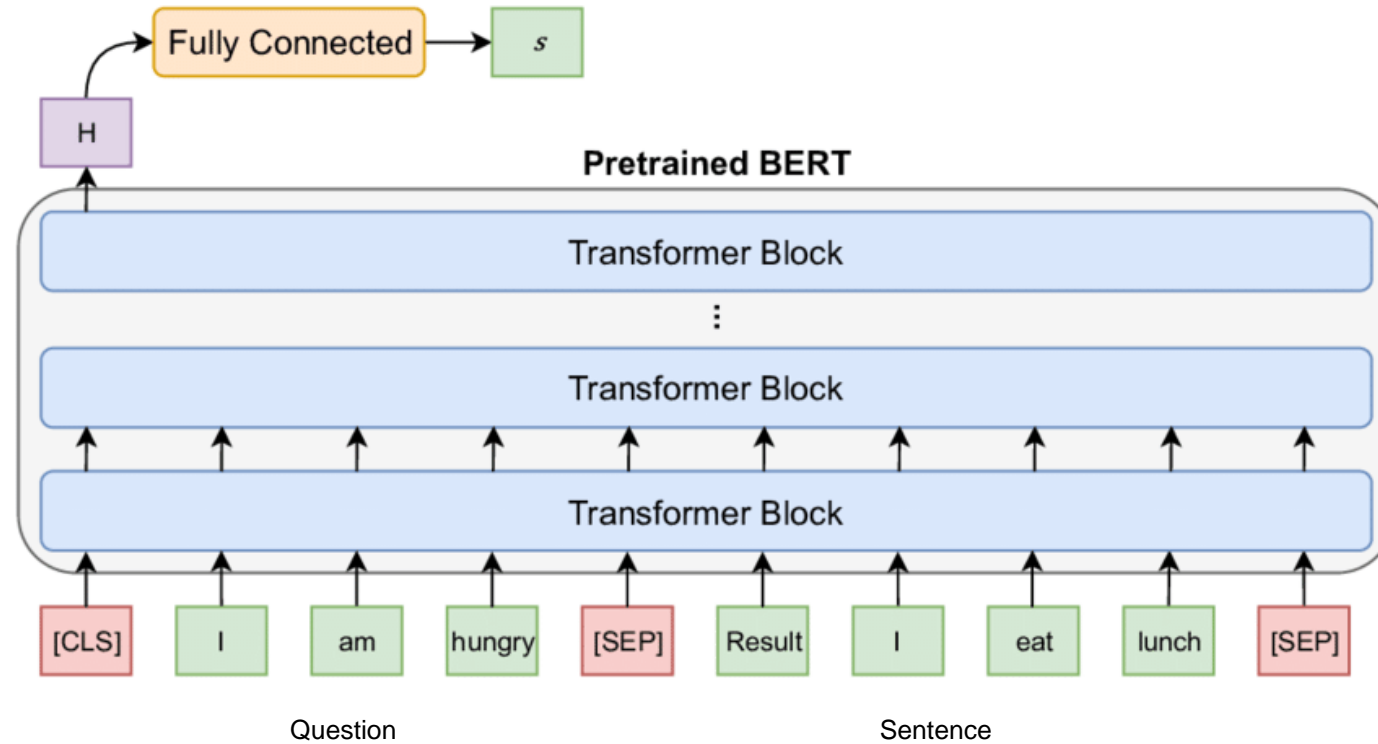 Fully Connected
s
H
Pretrained BERT
Transformer Block
⋮
Transformer Block
Transformer Block
[CLS] I am hungry [SEP] Result I eat lunch [SEP]
Question Sentence